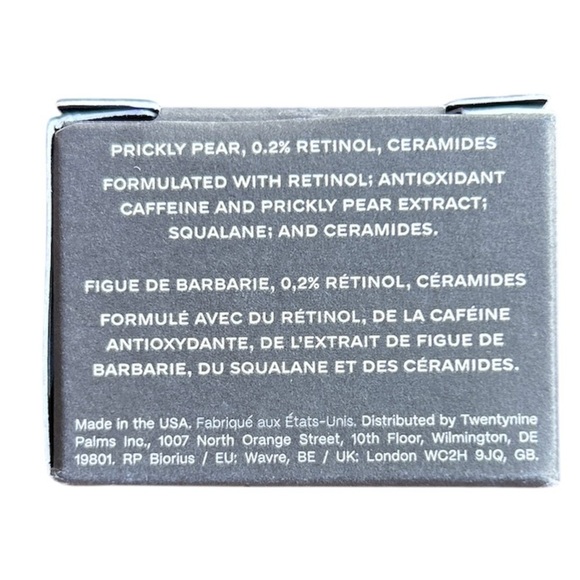 PRICKLY PEAR, 0.2% RETINOL, CERAMIDES
FORMULATED WITH RETINOL; ANTIOXIDANT
CAFFEINE AND PRICKLY PEAR EXTRACT;
SQUALANE; AND CERAMIDES.
FIGUE DE BARBARIE, 0,2% RÉTINOL, CÉRAMIDES
FORMULÉ AVEC DU RÉTINOL, DE LA CAFÉINE
ANTIOXYDANTE, DE L'EXTRAIT DE FIGUE DE
BARBARIE, DU SQUALANE ET DES CÉRAMIDES.
Made in the USA. Fabriqué aux États-Unis. Distributed by Twentynine
Palms Inc., 1007 North Orange Street, 10th Floor, Wilmington, DE
19801. RP Biorius / EU: Wavre, BE / UK: London WC2H 9JQ, GB.